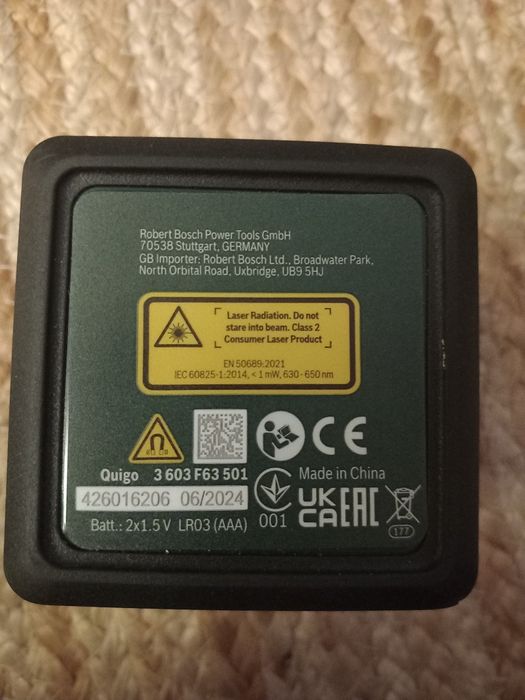 Robert Bosch Power Tools GmbH
70538 Stuttgart, GERMANY
GB Importer: Robert Bosch Ltd., Broadwater Park,
North Orbital Road, Uxbridge, UB9 5HJ
Laser Radiation. Do not
stare into beam. Class 2
Consumer Laser Product
EN 50689:2021
IEC 60825-1:2014, < 1 mW, 630 - 650 nm
CE
Quigo 3 603 F63 501
Made in China
426016206 06/2024
001
UK
CA
EAC
177
Batt.: 2x1.5 V LR03 (AAA)